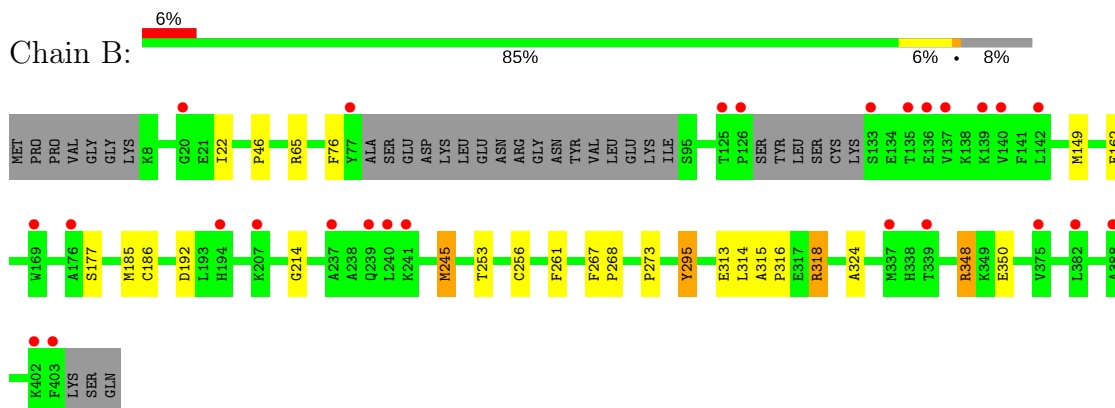 Chain B:
6%
85%
6%
•
8%
MET PRO PRO VAL GLY GLY LYS K8 G20 E21 I22 P46 R65 F76 Y77 ALA SER GLU ASP LYS LEU GLU ASN ARG GLY ASN TYR VAL LEU GLU LYS ILE S95 T125 P126 SER TYR LEU SER CYS LYS S133 E134 T135 E136 V137 K138 K139 V140 F141 L142 M149
W169 A176 S177 M185 C186 D192 L193 H194 K207 G214 A237 A238 Q239 L240 K241 M245 T253 C256 F261 F267 P268 P273 Y295 E313 L314 A315 P316 E317 R318 A324 M337 H338 T339 R348 K349 E350 V375 L382 A388
K402 F403 LYS SER GLN